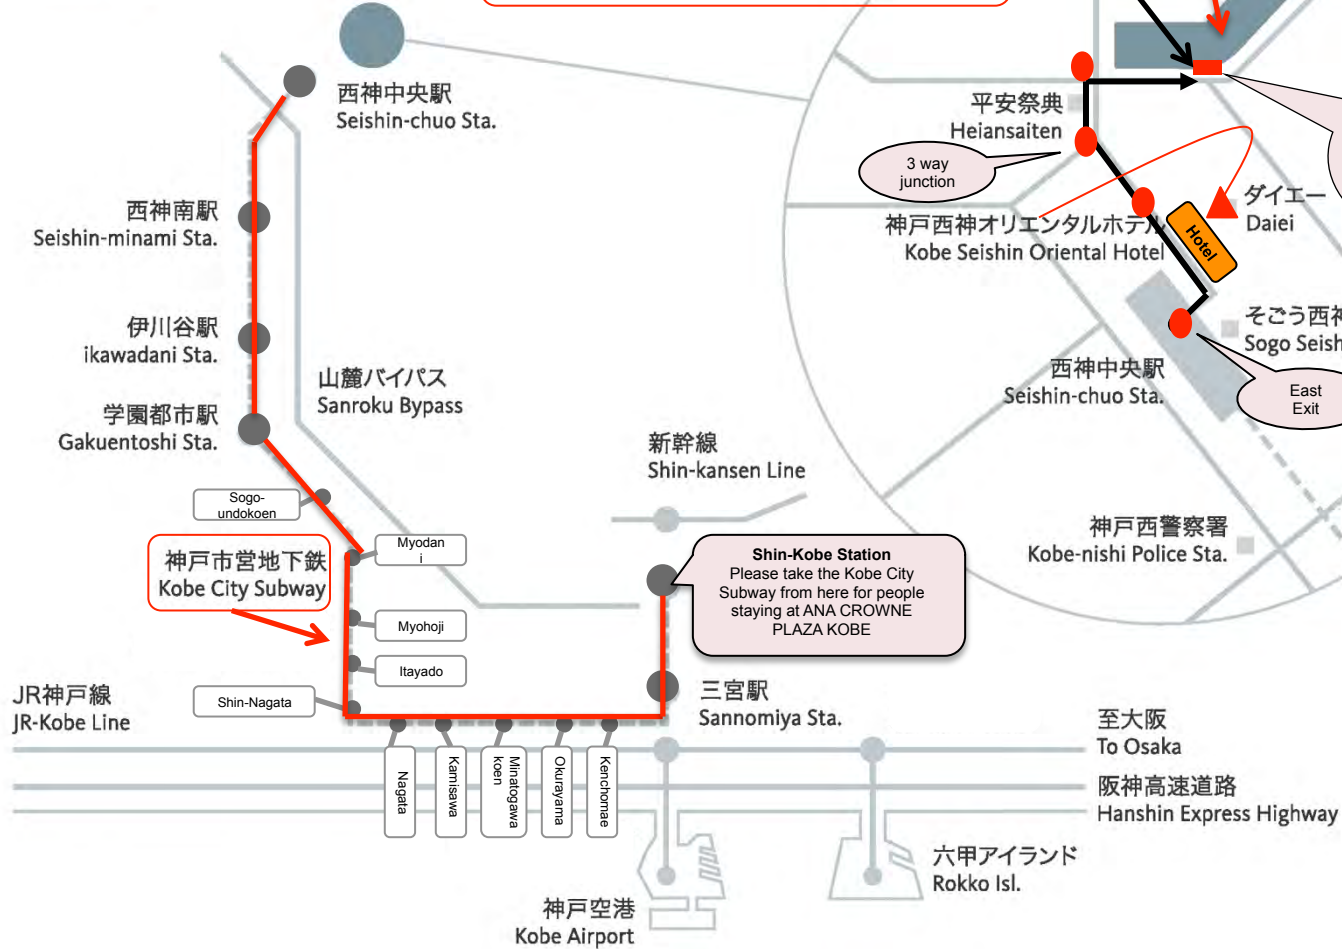 西神中央駅
Seishin-chuo Sta.
平安祭典
Heiansaiten
3 way
junction
西神南駅
Seishin-minami Sta.
神戸西神オリエンタルホテル
Kobe Seishin Oriental Hotel
Hotel
ダイエー
Daiei
伊川谷駅
ikawadani Sta.
そごう西神
Sogo Seish
山麓バイパス
Sanroku Bypass
西神中央駅
Seishin-chuo Sta.
East
Exit
学園都市駅
Gakuentoshi Sta.
新幹線
Shin-kansen Line
Sogo-
undokoen
神戸西警察署
Kobe-nishi Police Sta.
神戸市営地下鉄
Kobe City Subway
Myodan
i
Shin-Kobe Station
Please take the Kobe City
Subway from here for people
staying at ANA CROWNE
PLAZA KOBE
Myohoji
Itayado
Shin-Nagata
JR神戸線
JR-Kobe Line
三宮駅
Sannomiya Sta.
至大阪
To Osaka
Nagata
Kamisawa
Minatogawa
koen
Okurayama
Kenchomae
阪神高速道路
Hanshin Express Highway
六甲アイランド
Rokko Isl.
神戸空港
Kobe Airport